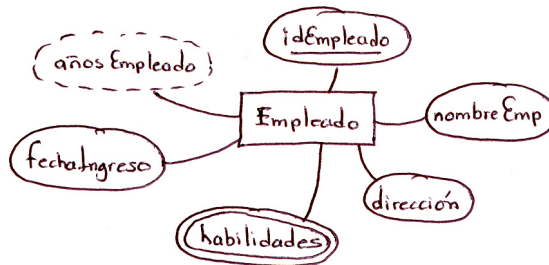 idEmpleado
años Empleado
Empleado
nombreEmp
fechaIngreso
dirección
habilidades